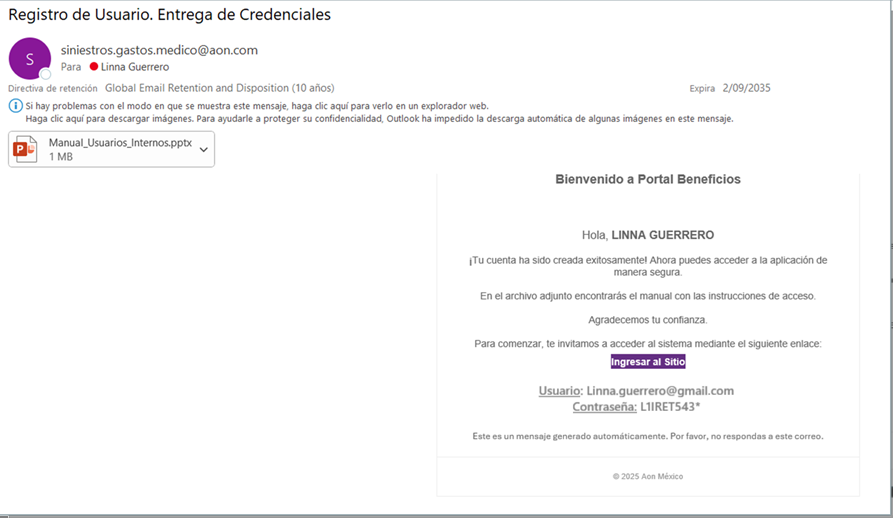 Registro de Usuario. Entrega de Credenciales
S
siniestros.gastos.medico@aon.com
Para Linna Guerrero
Directiva de retención Global Email Retention and Disposition (10 años) Expira 2/09/2035
Si hay problemas con el modo en que se muestra este mensaje, haga clic aquí para verlo en un explorador web.
Haga clic aquí para descargar imágenes. Para ayudarle a proteger su confidencialidad, Outlook ha impedido la descarga automática de algunas imágenes en este mensaje.
P
Manual_Usuarios_Internos.pptx
1 MB
Bienvenido a Portal Beneficios
Hola, LINNA GUERRERO
¡Tu cuenta ha sido creada exitosamente! Ahora puedes acceder a la aplicación de
manera segura.
En el archivo adjunto encontrarás el manual con las instrucciones de acceso.
Agradecemos tu confianza.
Para comenzar, te invitamos a acceder al sistema mediante el siguiente enlace:
Ingresar al Sitio
Usuario: Linna.guerrero@gmail.com
Contraseña: L1IRET543*
Este es un mensaje generado automáticamente. Por favor, no respondas a este correo.
© 2025 Aon México